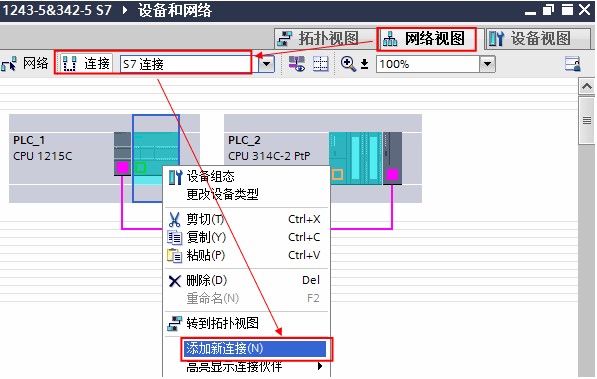 1243-5&342-5 S7 ▸ 设备和网络
拓扑视图 网络视图 设备视图
网络 连接 S7 连接 100%
PLC_1
CPU 1215C
PLC_2
CPU 314C-2 PtP
设备组态
更改设备类型
剪切(T) Ctrl+X
复制(Y) Ctrl+C
粘贴(P) Ctrl+V
删除(D) Del
重命名(N) F2
转到拓扑视图
添加新连接(N)
高亮显示连接伙伴